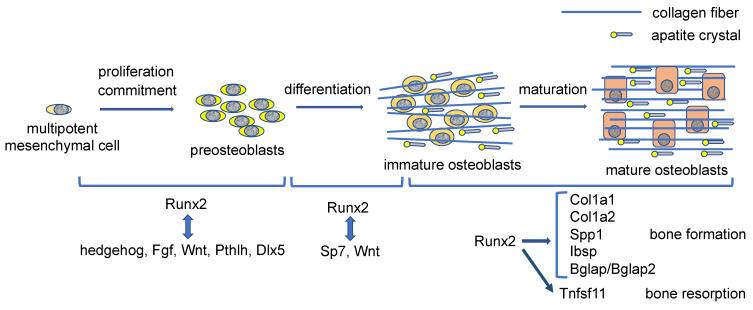 collagen fiber
apatite crystal
proliferation
commitment
differentiation
maturation
multipotent
mesenchymal cell
preosteoblasts
immature osteoblasts
mature osteoblasts
Runx2
hedgehog, Fgf, Wnt, Pthlh, Dlx5
Runx2
Sp7, Wnt
Runx2
Col1a1
Col1a2
Spp1
Ibsp
Bglap/Bglap2
bone formation
Tnfsf11
bone resorption